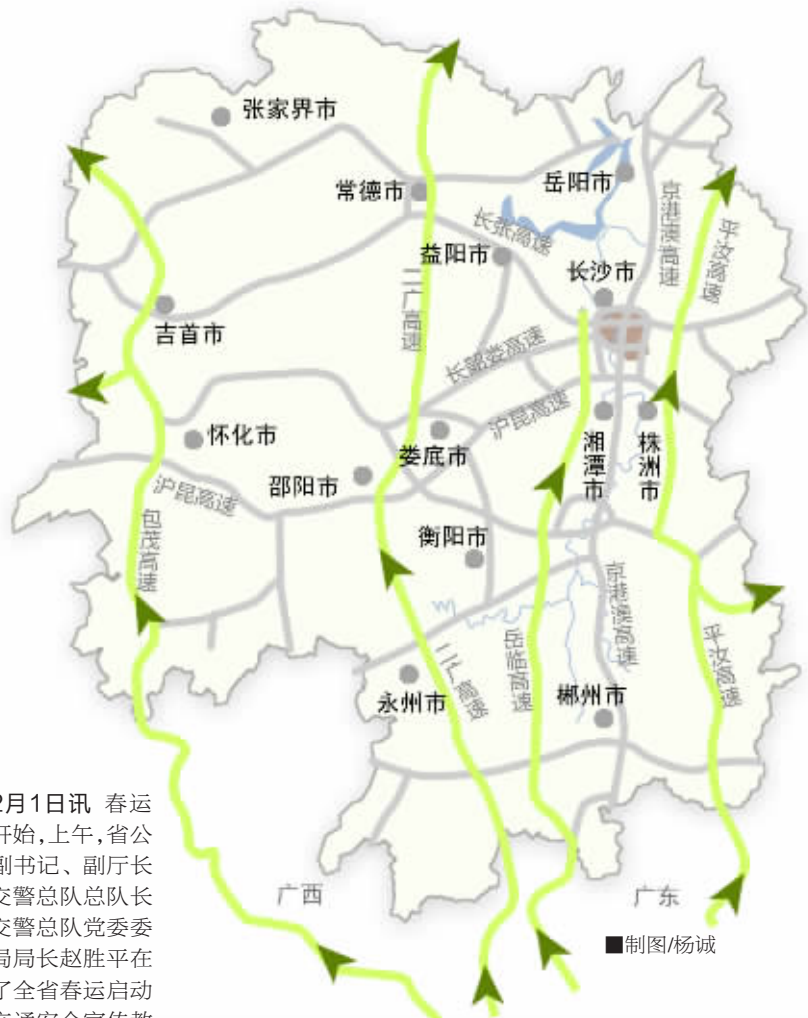 张家界市
常德市
岳阳市
京港澳高速
平汝高速
长张高速
益阳市
长沙市
二广高速
吉首市
长韶娄高速
沪昆高速
怀化市
娄底市
湘潭市
株洲市
邵阳市
沪昆高速
包茂高速
衡阳市
京港澳高速
岳临高速
平汝高速
二广高速
永州市
郴州市
2月1日讯 春运
开始,上午,省公
副书记、副厅长
交警总队总队长
交警总队党委委
局局长赵胜平在
了全省春运启动
交通安全宣传教
广西
广东
■制图/杨诚